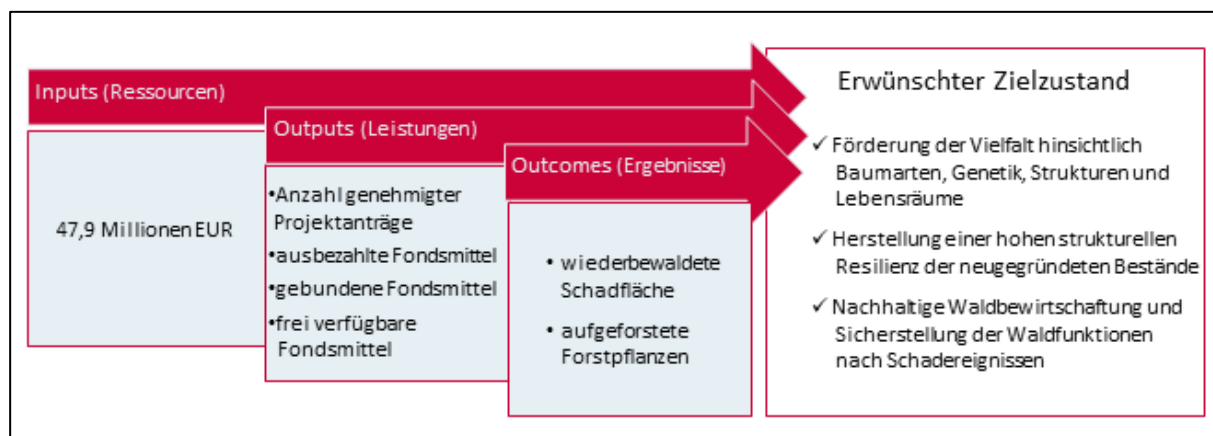 Inputs (Ressourcen)
47,9 Millionen EUR
Outputs (Leistungen)
•Anzahl genehmigter
Projektanträge
•ausbezahlte Fondsmittel
•gebundene Fondsmittel
•frei verfügbare
Fondsmittel
Outcomes (Ergebnisse)
• wiederbewaldete
Schadfläche
• aufgeforstete
Forstpflanzen
Erwünschter Zielzustand
✓ Förderung der Vielfalt hinsichtlich
Baumarten, Genetik, Strukturen und
Lebensräume
✓ Herstellung einer hohen strukturellen
Resilienz der neugegründeten Bestände
✓ Nachhaltige Waldbewirtschaftung und
Sicherstellung der Waldfunktionen
nach Schadereignissen